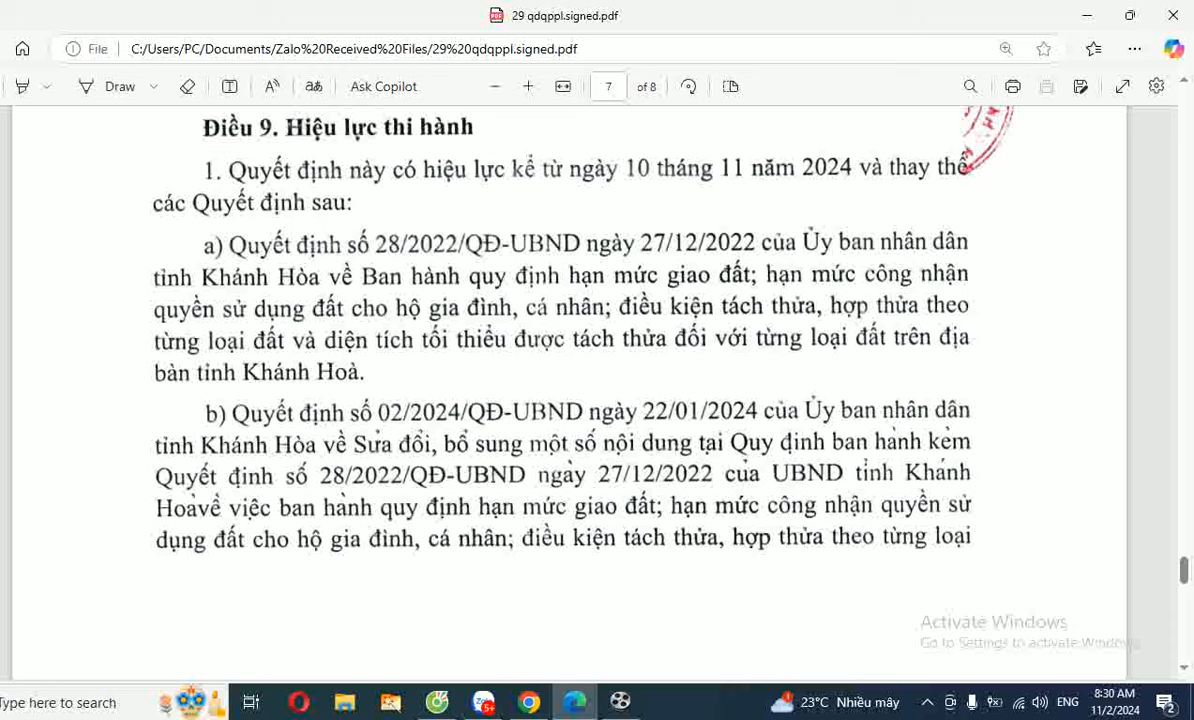 29 qdqppl.signed.pdf
File C:/Users/PC/Documents/Zalo%20Received%20Files/29%20qdqppl.signed.pdf
Draw aあ Ask Copilot 7 of 8
Điều 9. Hiệu lực thi hành
1. Quyết định này có hiệu lực kể từ ngày 10 tháng 11 năm 2024 và thay thế
các Quyết định sau:
a) Quyết định số 28/2022/QĐ-UBND ngày 27/12/2022 của Ủy ban nhân dân
tỉnh Khánh Hòa về Ban hành quy định hạn mức giao đất; hạn mức công nhận
quyền sử dụng đất cho hộ gia đình, cá nhân; điều kiện tách thửa, hợp thửa theo
từng loại đất và diện tích tối thiểu được tách thửa đối với từng loại đất trên địa
bàn tỉnh Khánh Hoà.
b) Quyết định số 02/2024/QĐ-UBND ngày 22/01/2024 của Ủy ban nhân dân
tỉnh Khánh Hòa về Sửa đổi, bổ sung một số nội dung tại Quy định ban hành kèm
Quyết định số 28/2022/QĐ-UBND ngày 27/12/2022 của UBND tỉnh Khánh
Hoàvề việc ban hành quy định hạn mức giao đất; hạn mức công nhận quyền sử
dụng đất cho hộ gia đình, cá nhân; điều kiện tách thửa, hợp thửa theo từng loại
Activate Windows
Go to Settings to activate Windows
Type here to search 5+ 23°C Nhiều mây ENG 8:30 AM
11/2/2024 2